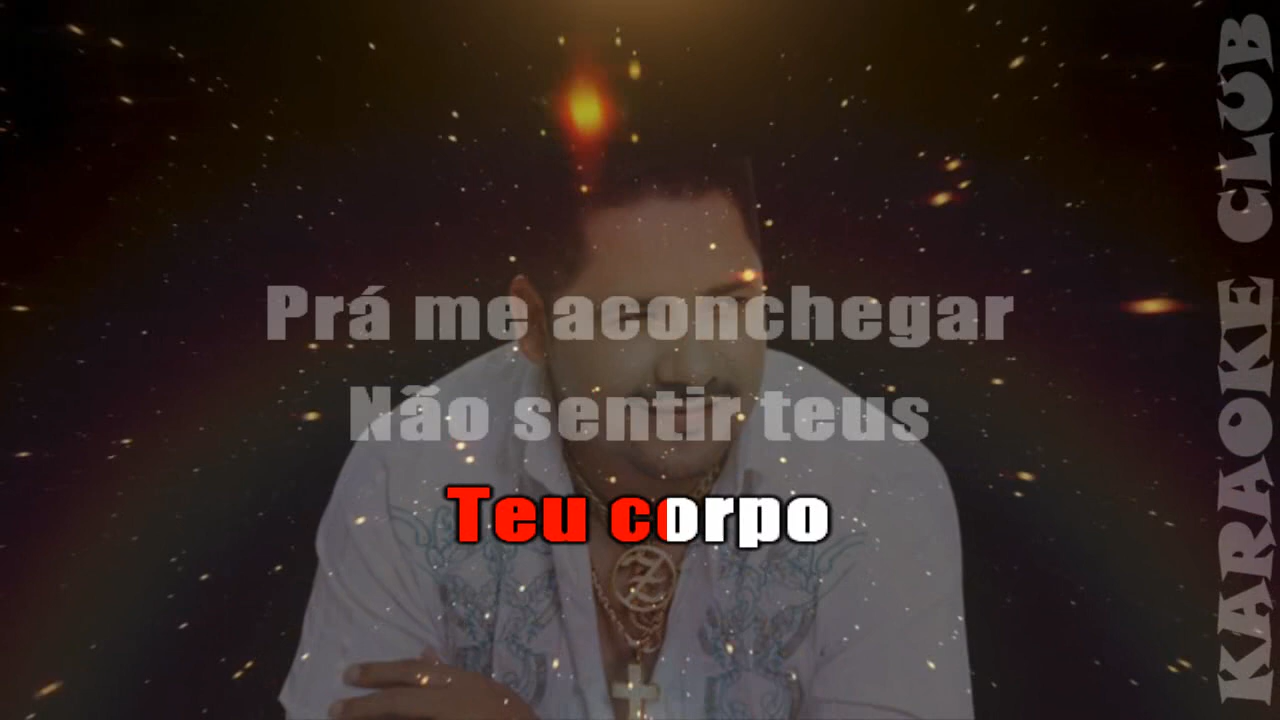 Prá me aconchegar
Não sentir teus
Teu corpo
KARAOKE CLUB